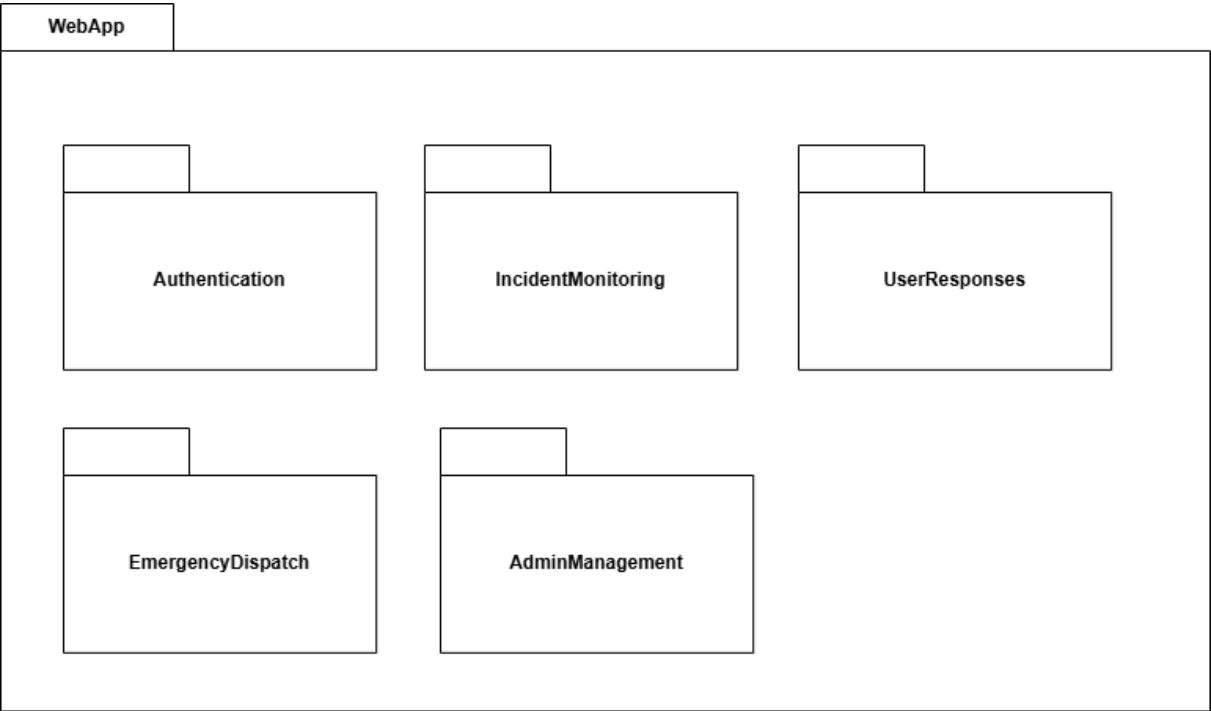 WebApp
Authentication
IncidentMonitoring
UserResponses
EmergencyDispatch
AdminManagement